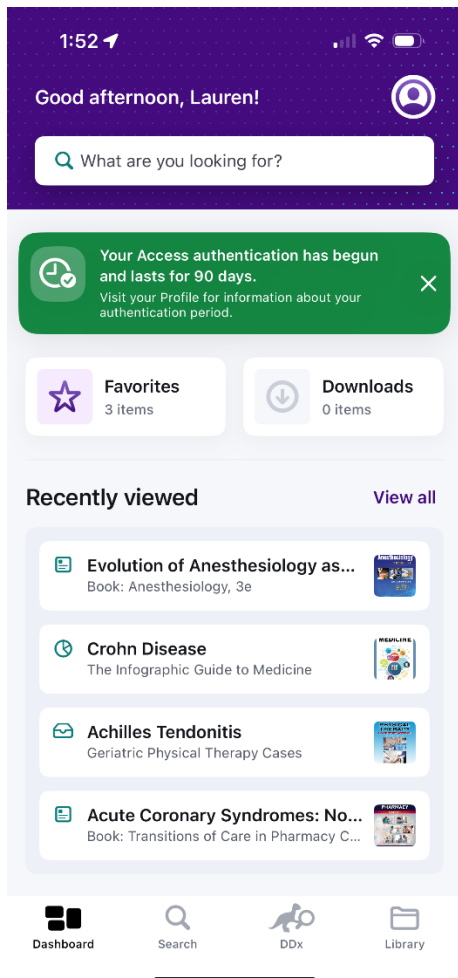 1:52
Good afternoon, Lauren!
What are you looking for?
Your Access authentication has begun
and lasts for 90 days.
Visit your Profile for information about your
authentication period.
Favorites
3 items
Downloads
0 items
Recently viewed
View all
Evolution of Anesthesiology as...
Book: Anesthesiology, 3e
Anesthesiology
Crohn Disease
The Infographic Guide to Medicine
MEDICINE
Achilles Tendonitis
Geriatric Physical Therapy Cases
Acute Coronary Syndromes: No...
Book: Transitions of Care in Pharmacy C...
PHARMACY
Dashboard
Search
DDx
Library